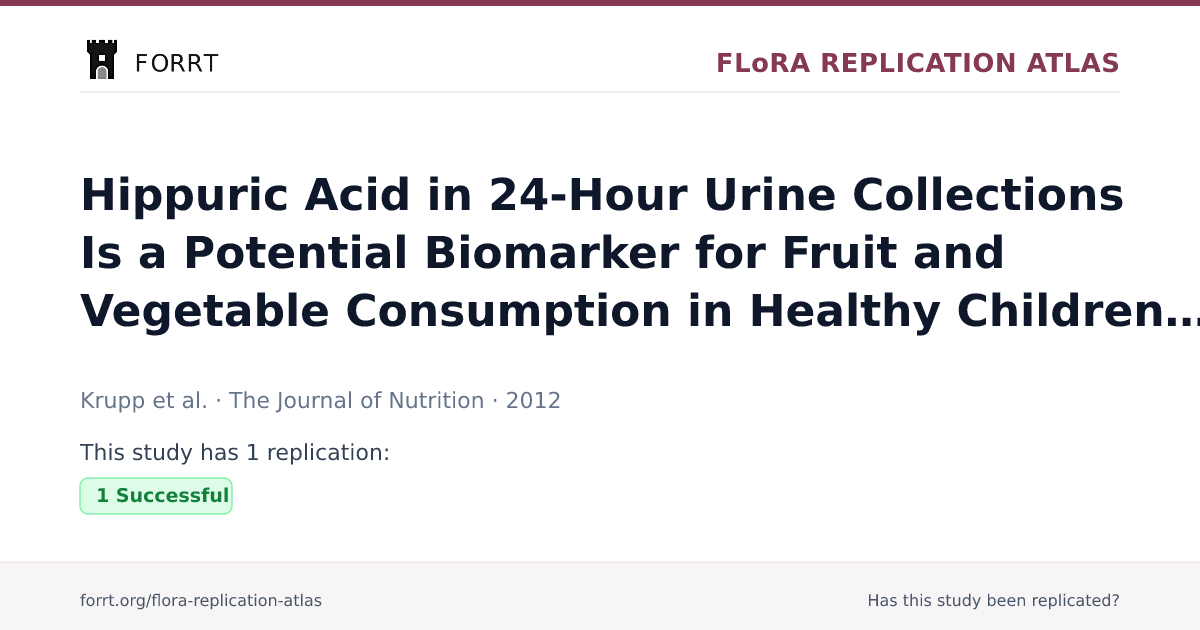 FORRT
FLoRA REPLICATION ATLAS
Hippuric Acid in 24-Hour Urine Collections
Is a Potential Biomarker for Fruit and
Vegetable Consumption in Healthy Children...
Krupp et al. · The Journal of Nutrition · 2012
This study has 1 replication:
1 Successful
forrt.org/flora-replication-atlas
Has this study been replicated?